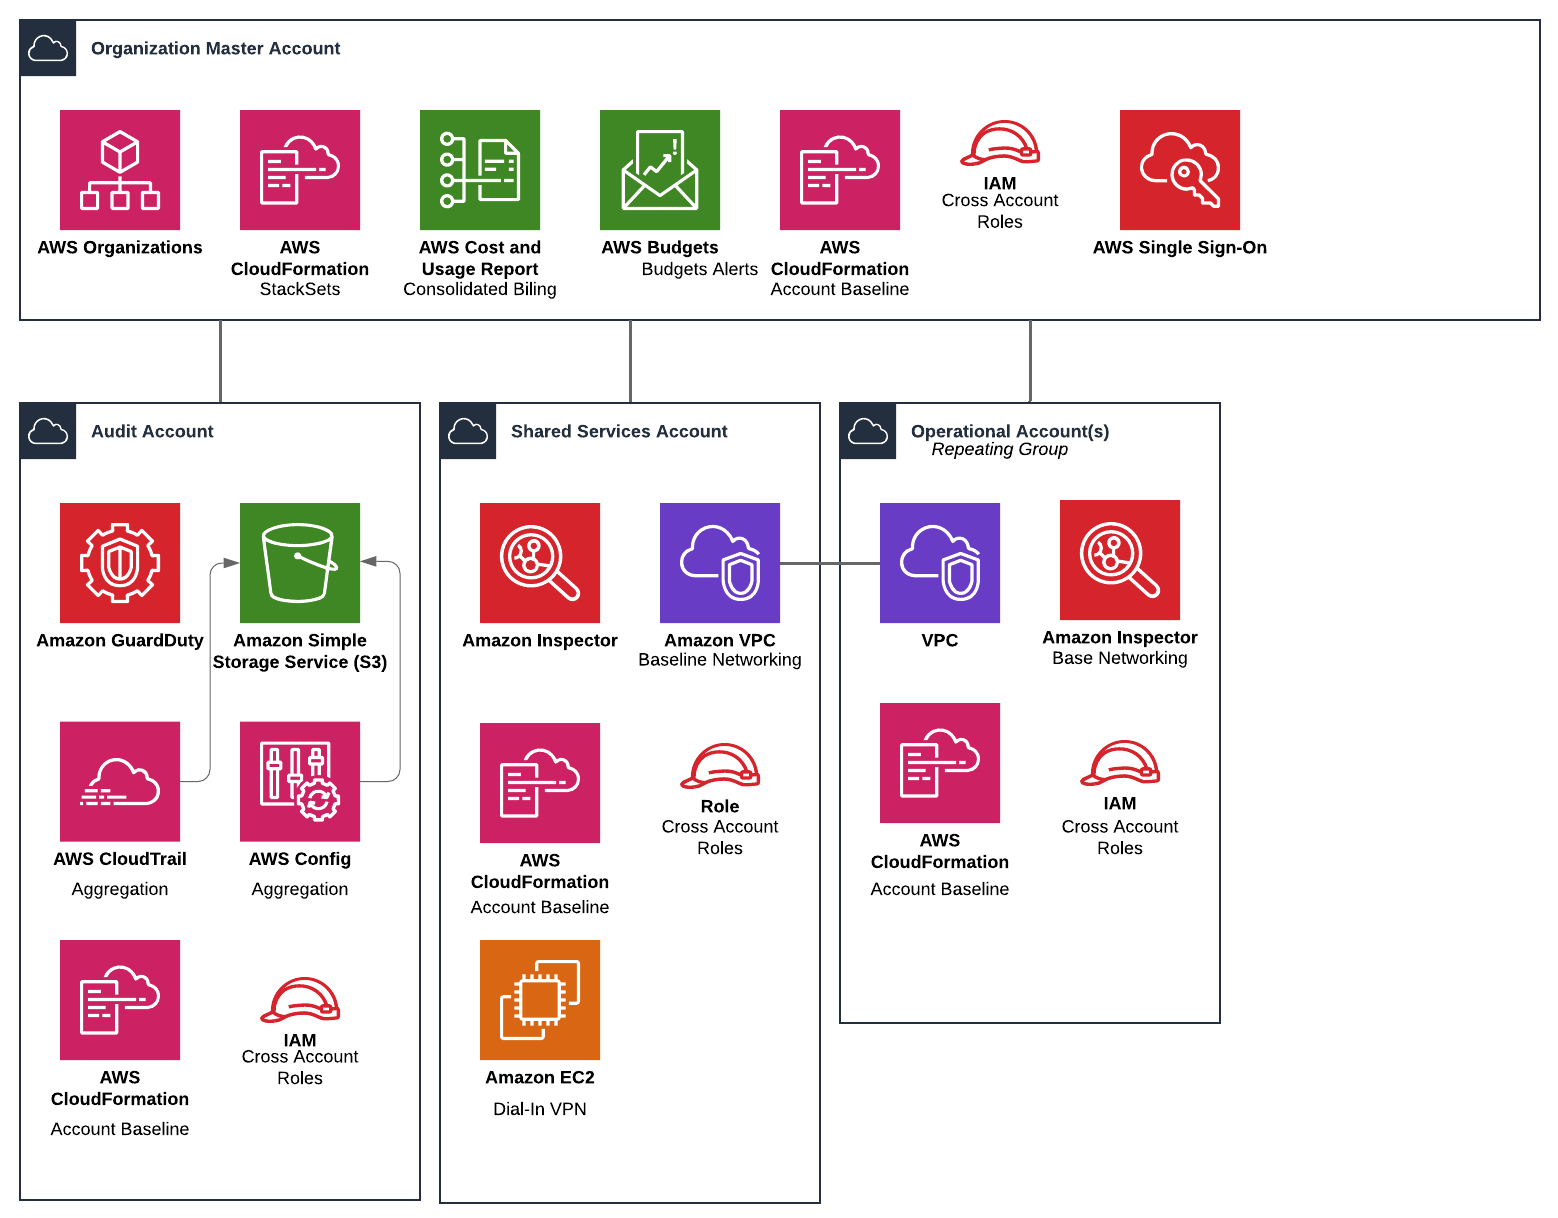 Organization Master Account
AWS Organizations
AWS
CloudFormation
StackSets
AWS Cost and
Usage Report
Consolidated Biling
AWS Budgets
Budgets Alerts
AWS
CloudFormation
Account Baseline
IAM
Cross Account
Roles
AWS Single Sign-On
Audit Account
Amazon GuardDuty
Amazon Simple
Storage Service (S3)
AWS CloudTrail
Aggregation
AWS Config
Aggregation
AWS
CloudFormation
Account Baseline
IAM
Cross Account
Roles
Shared Services Account
Amazon Inspector
Amazon VPC
Baseline Networking
AWS
CloudFormation
Account Baseline
Role
Cross Account
Roles
Amazon EC2
Dial-In VPN
Operational Account(s)
Repeating Group
VPC
Amazon Inspector
Base Networking
AWS
CloudFormation
Account Baseline
IAM
Cross Account
Roles